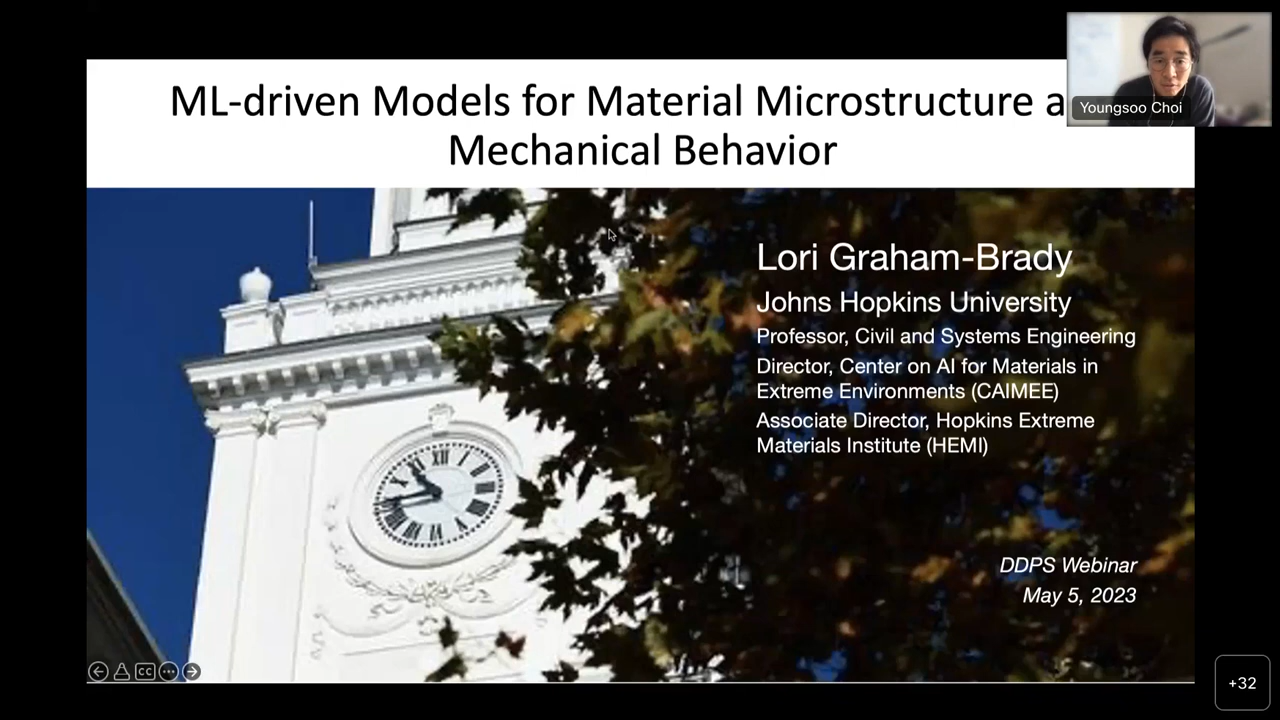 ML-driven Models for Material Microstructure a
Mechanical Behavior
Youngsoo Choi
Lori Graham-Brady
Johns Hopkins University
Professor, Civil and Systems Engineering
Director, Center on AI for Materials in
Extreme Environments (CAIMEE)
Associate Director, Hopkins Extreme
Materials Institute (HEMI)
DDPS Webinar
May 5, 2023
XII
CC
+32